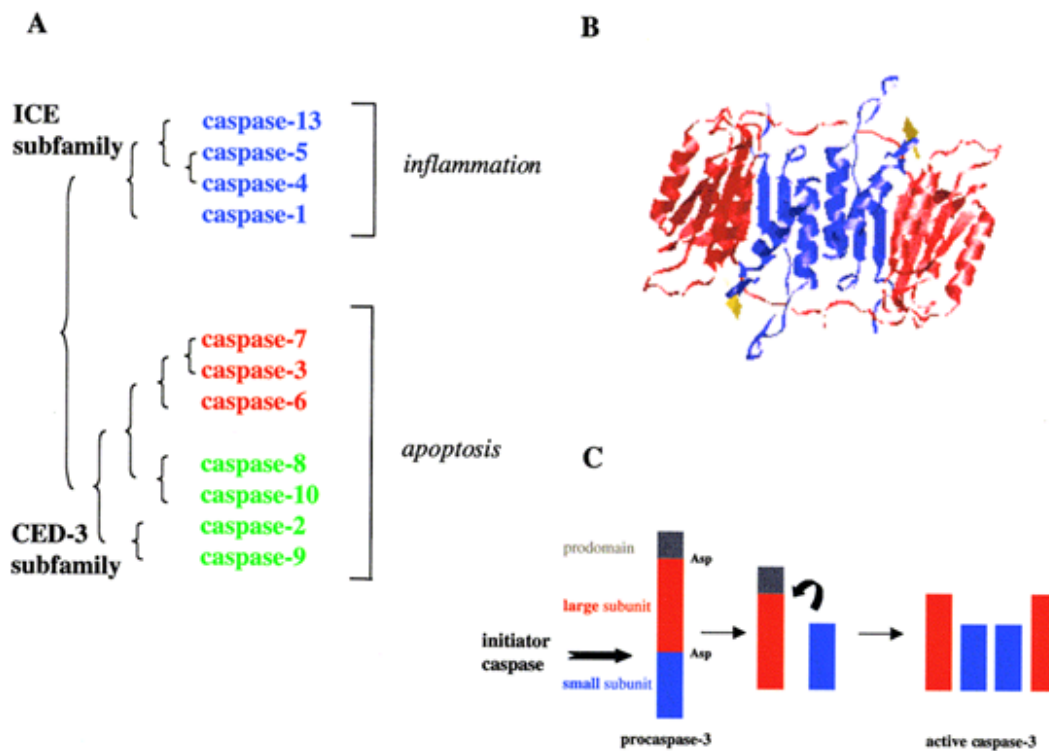 A
ICE
subfamily
caspase-13
caspase-5
caspase-4
caspase-1
inflammation
caspase-7
caspase-3
caspase-6
caspase-8
caspase-10
caspase-2
caspase-9
apoptosis
CED-3
subfamily
B
C
prodomain
Asp
large subunit
initiator
caspase
Asp
small subunit
procaspase-3
active caspase-3